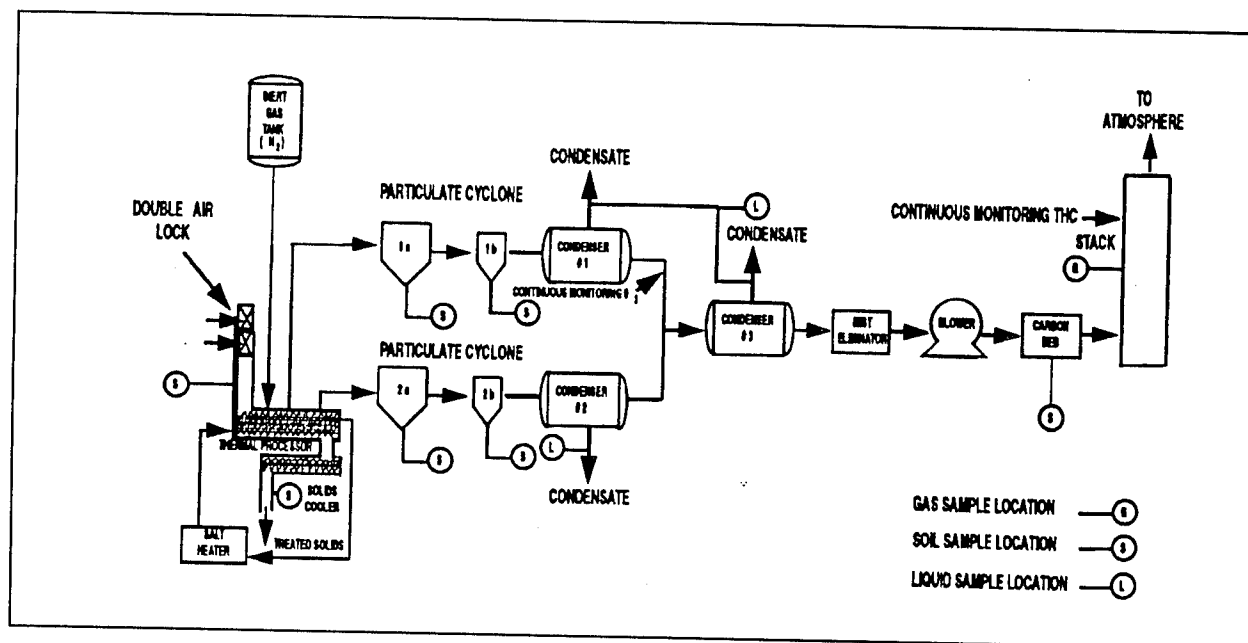 INERT
GAS
TANK
( N2)
DOUBLE AIR
LOCK
PARTICULATE CYCLONE
1a
1b
S
S
CONDENSATE
CONDENSER
#1
L
CONDENSATE
CONTINUOUS MONITORING
CONDENSER
#3
MIST
ELIMINATOR
BLOWER
CARBON
BED
S
TO
ATMOSPHERE
CONTINUOUS MONITORING THC
STACK
G
S
PARTICULATE CYCLONE
2a
2b
S
S
CONDENSER
#2
L
CONDENSATE
THERMAL PROCESSOR
S
SOLIDS
COOLER
SALT
HEATER
TREATED SOLIDS
GAS SAMPLE LOCATION G
SOIL SAMPLE LOCATION S
LIQUID SAMPLE LOCATION L